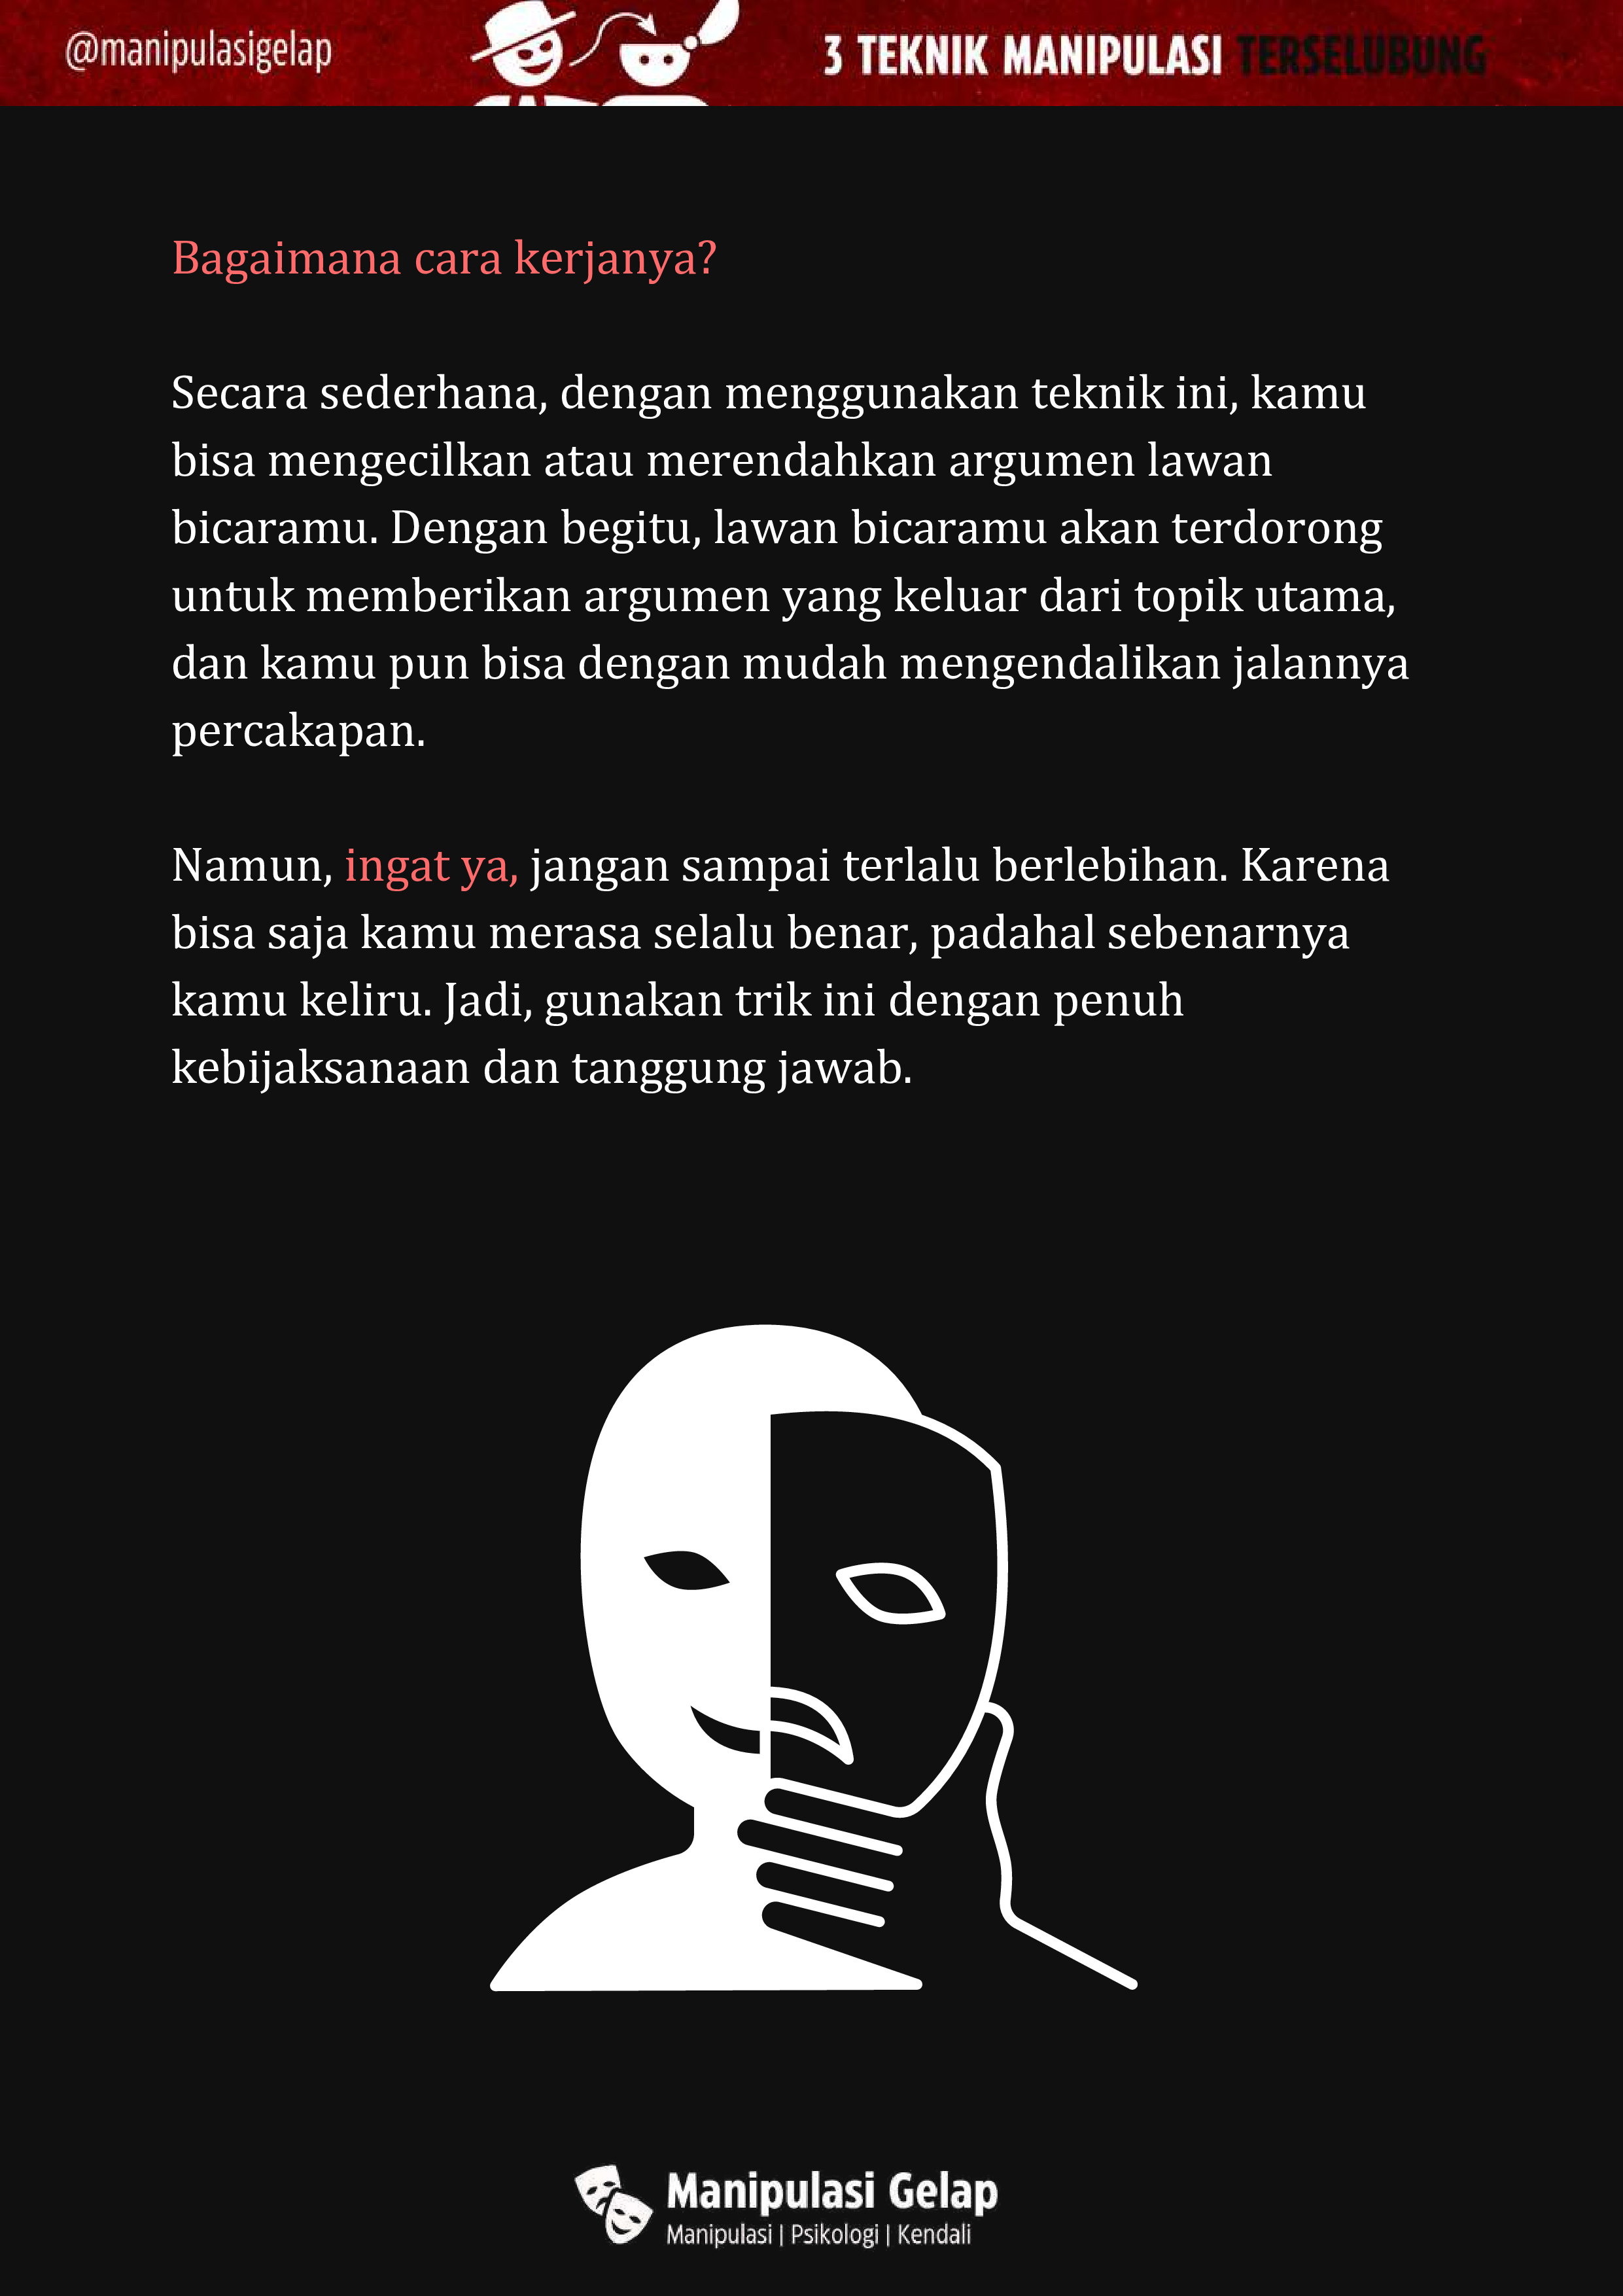 @manipulasigelap
3 TEKNIK MANIPULASI TERSELUBUNG
Bagaimana cara kerjanya?
Secara sederhana, dengan menggunakan teknik ini, kamu
bisa mengecilkan atau merendahkan argumen lawan
bicaramu. Dengan begitu, lawan bicaramu akan terdorong
untuk memberikan argumen yang keluar dari topik utama,
dan kamu pun bisa dengan mudah mengendalikan jalannya
percakapan.
Namun, ingat ya, jangan sampai terlalu berlebihan. Karena
bisa saja kamu merasa selalu benar, padahal sebenarnya
kamu keliru. Jadi, gunakan trik ini dengan penuh
kebijaksanaan dan tanggung jawab.
Manipulasi Gelap
Manipulasi | Psikologi | Kendali